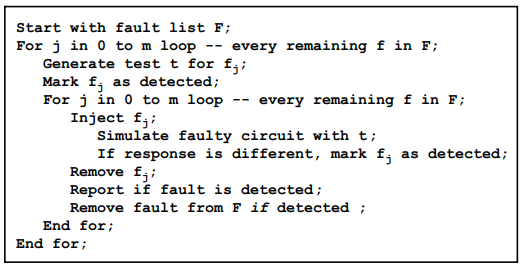 Start with fault list F;
For j in 0 to m loop -- every remaining f in F;
Generate test t for fj;
Mark fj as detected;
For j in 0 to m loop -- every remaining f in F;
Inject fj;
Simulate faulty circuit with t;
If response is different, mark fj as detected;
Remove fj;
Report if fault is detected;
Remove fault from F if detected ;
End for;
End for;